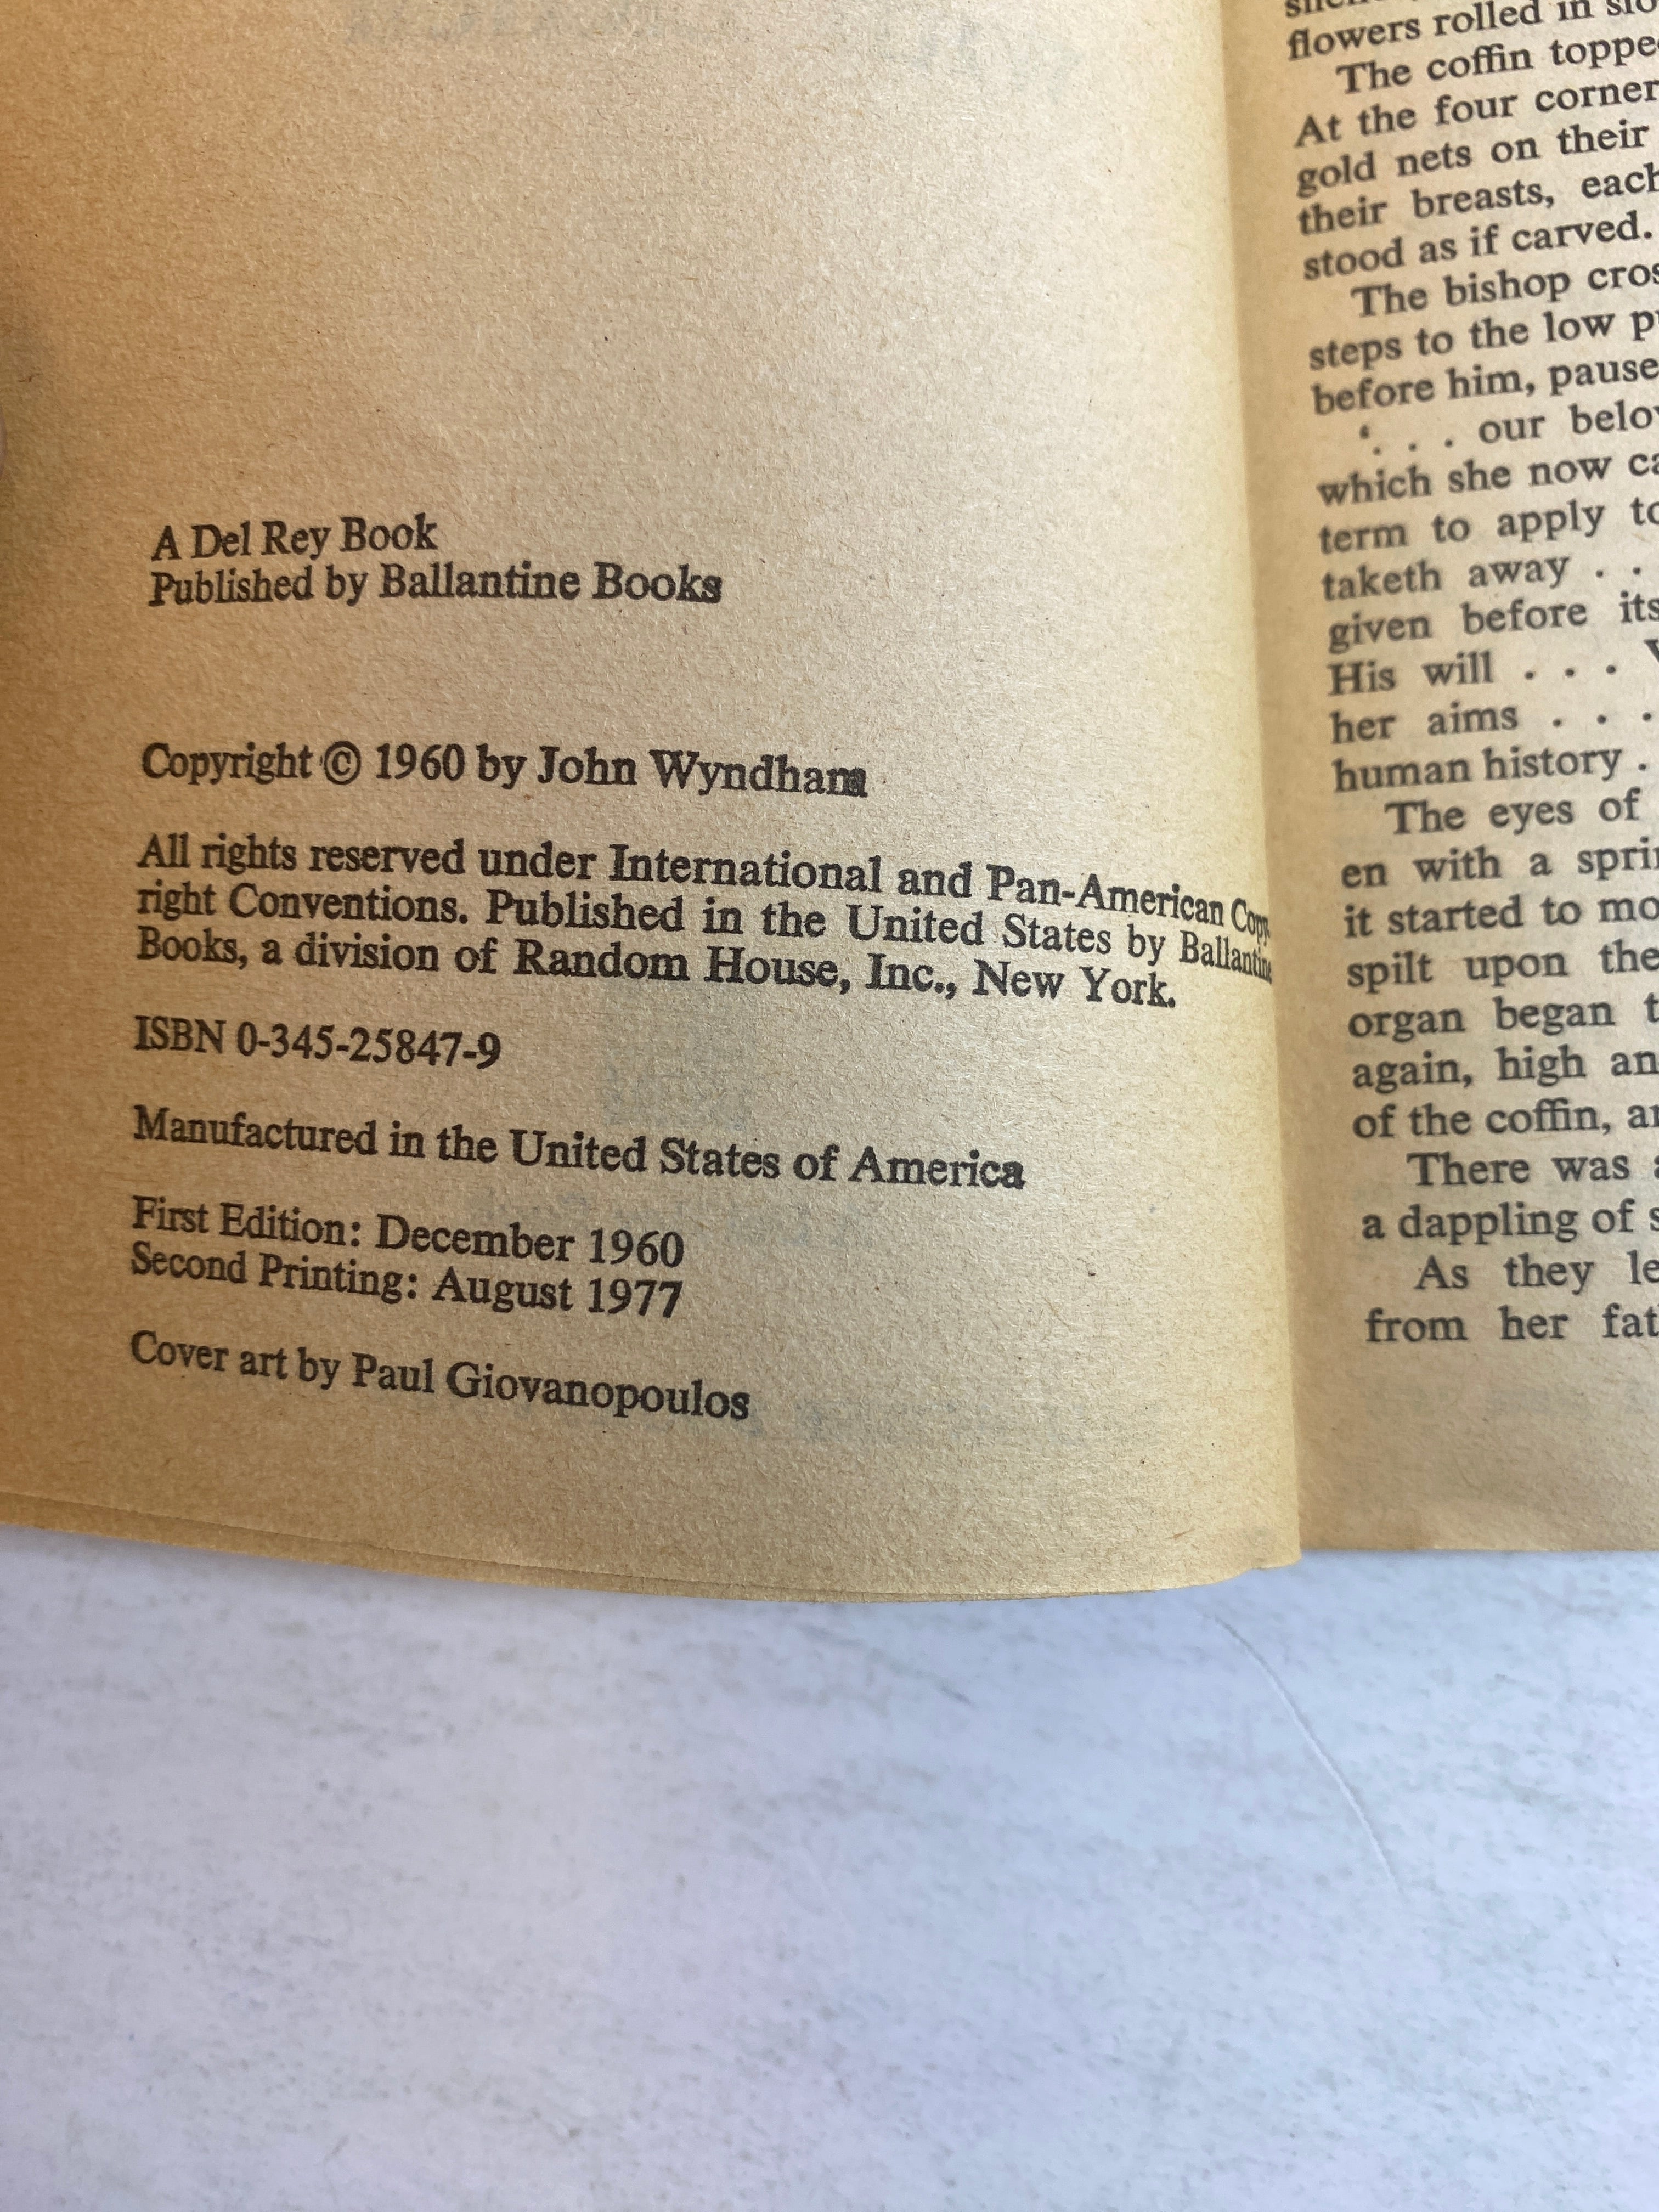 A Del Rey Book
Published by Ballantine Books
Copyright © 1960 by John Wyndham
All rights reserved under International and Pan-American Copy-
right Conventions. Published in the United States by Ballantine
Books, a division of Random House, Inc., New York.
ISBN 0-345-25847-9
Manufactured in the United States of America
First Edition: December 1960
Second Printing: August 1977
Cover art by Paul Giovanopoulos
flowers rolled in
The coffin
At the four
gold nets on their
their breasts, each
stood as if carved.
The bishop
steps to the low
before him,
‘. . . our
which she now
term to apply
taketh away . .
given before
His will . . .
her aims . . .
human history .
The eyes of
en with a
it started to
spilt upon the
organ began
again, high
of the coffin,
There was
a dappling of
As they
from her